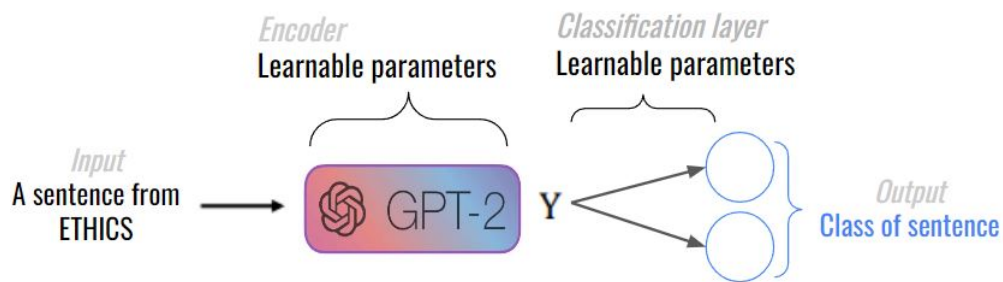 Input
A sentence from
ETHICS
Encoder
Learnable parameters
GPT-2
Y
Classification layer
Learnable parameters
Output
Class of sentence